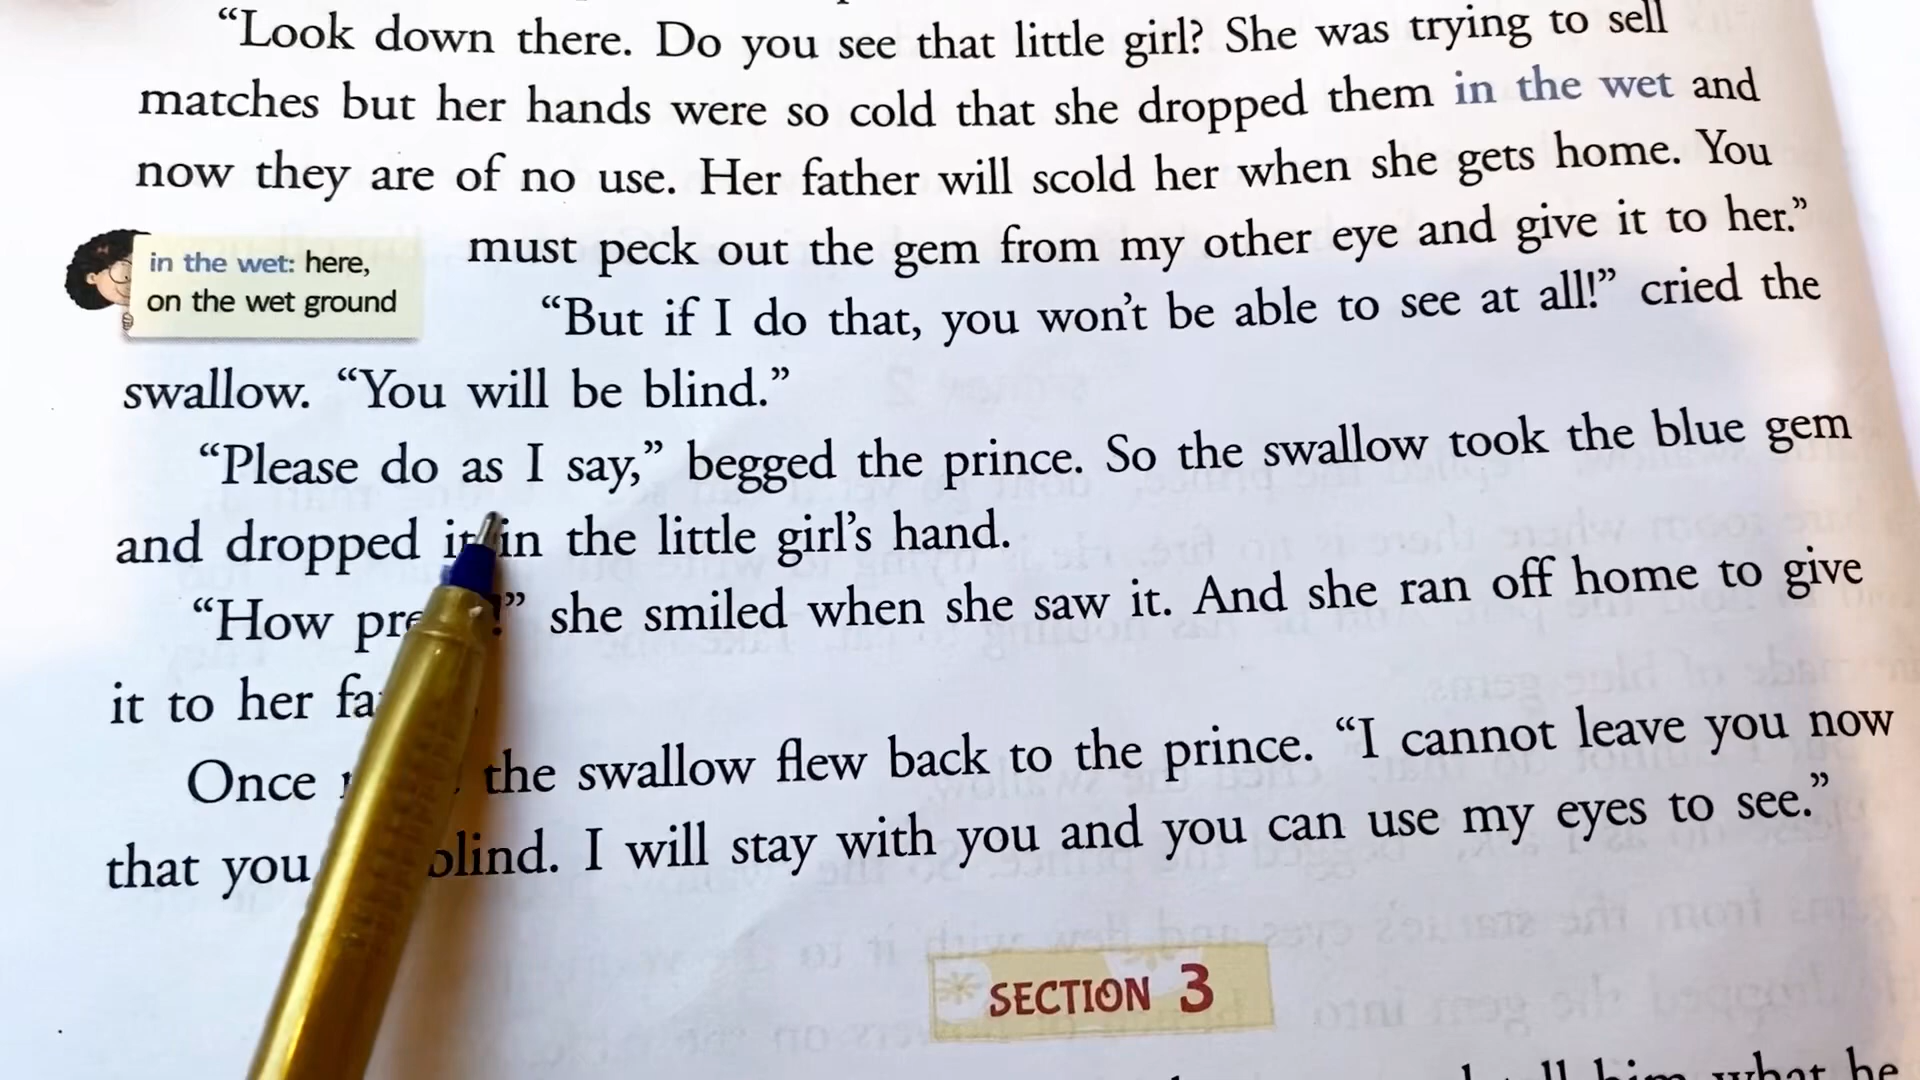 “Look down there. Do you see that little girl? She was trying to sell
matches but her hands were so cold that she dropped them in the wet and
now they are of no use. Her father will scold her when she gets home. You
must peck out the gem from my other eye and give it to her.”
in the wet: here,
on the wet ground
“But if I do that, you won’t be able to see at all!” cried the
swallow. “You will be blind.”
“Please do as I say,” begged the prince. So the swallow took the blue gem
and dropped it in the little girl’s hand.
“How !” she smiled when she saw it. And she ran off home to give
it to her
Once the swallow flew back to the prince. “I cannot leave you now
that you blind. I will stay with you and you can use my eyes to see.”
SECTION 3
him what he